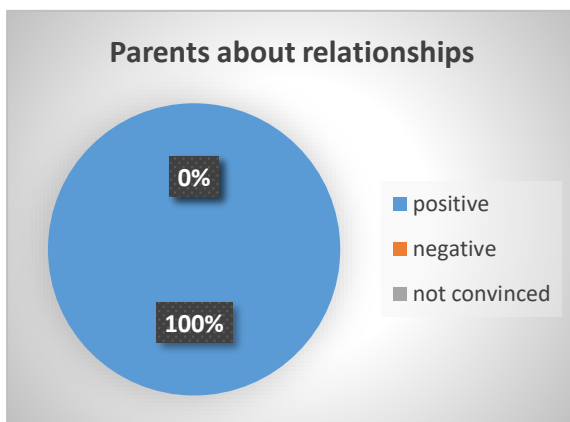 Parents about relationships
0%
100%
positive
negative
not convinced